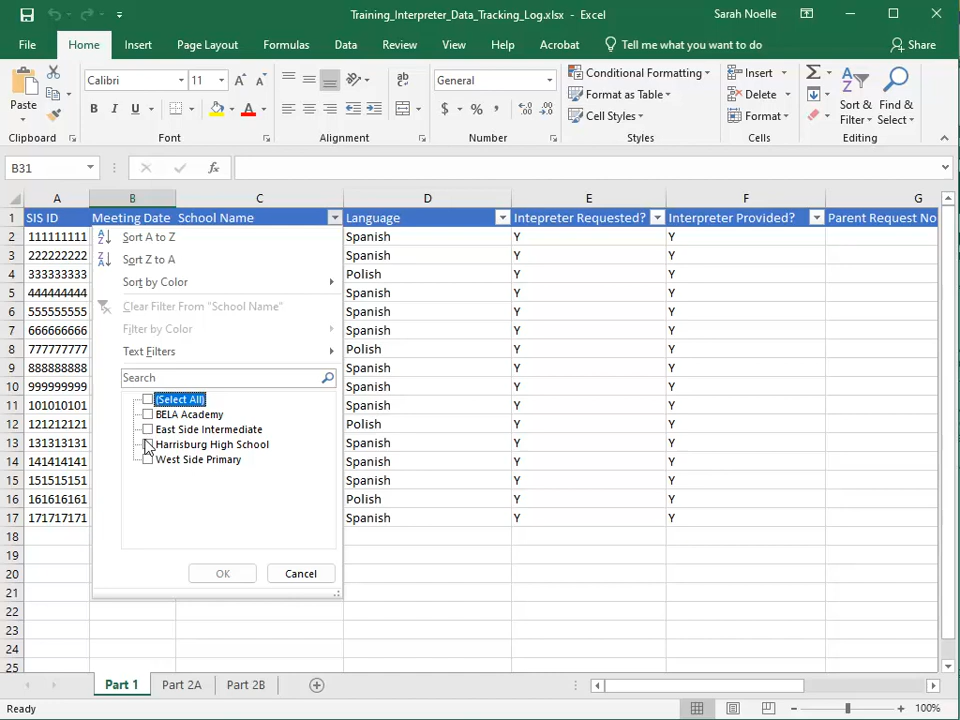 Training_Interpreter_Data_Tracking_Log.xlsx - Excel
Sarah Noelle
File Home Insert Page Layout Formulas Data Review View Help Acrobat Tell me what you want to do Share
Paste
Calibri 11
B I U A A A
ab
General
$ % ,
Conditional Formatting
Format as Table
Cell Styles
Insert
Delete
Format
Sort & Filter
Find & Select
Clipboard Font Alignment Number Styles Cells Editing
B31 fx
A B C D E F G
1 SIS ID Meeting Date School Name Language Intepreter Requested? Interpreter Provided? Parent Request No
2 111111111 Spanish Y Y
3 222222222 Spanish Y Y
4 333333333 Polish Y Y
5 444444444 Spanish Y Y
6 555555555 Spanish Y Y
7 666666666 Spanish Y Y
8 777777777 Polish Y Y
9 888888888 Spanish Y Y
10 999999999 Spanish Y Y
11 101010101 Spanish Y Y
12 121212121 Polish Y Y
13 131313131 Spanish Y Y
14 141414141 Spanish Y Y
15 151515151 Spanish Y Y
16 161616161 Polish Y Y
17 171717171 Spanish Y Y
18
19
20
21
22
23
24
25
Sort A to Z
Sort Z to A
Sort by Color
Clear Filter From "School Name"
Filter by Color
Text Filters
Search
(Select All)
BELA Academy
East Side Intermediate
Harrisburg High School
West Side Primary
OK Cancel
Part 1 Part 2A Part 2B
Ready
100%